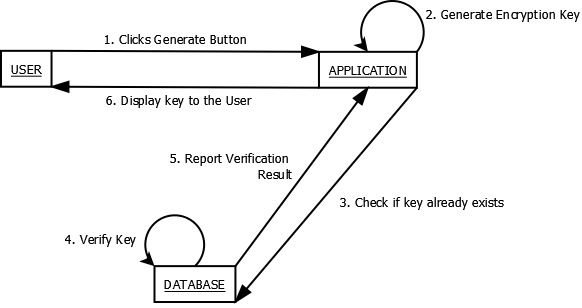 2. Generate Encryption Key
1. Clicks Generate Button
USER
APPLICATION
6. Display key to the User
5. Report Verification
Result
3. Check if key already exists
4. Verify Key
DATABASE